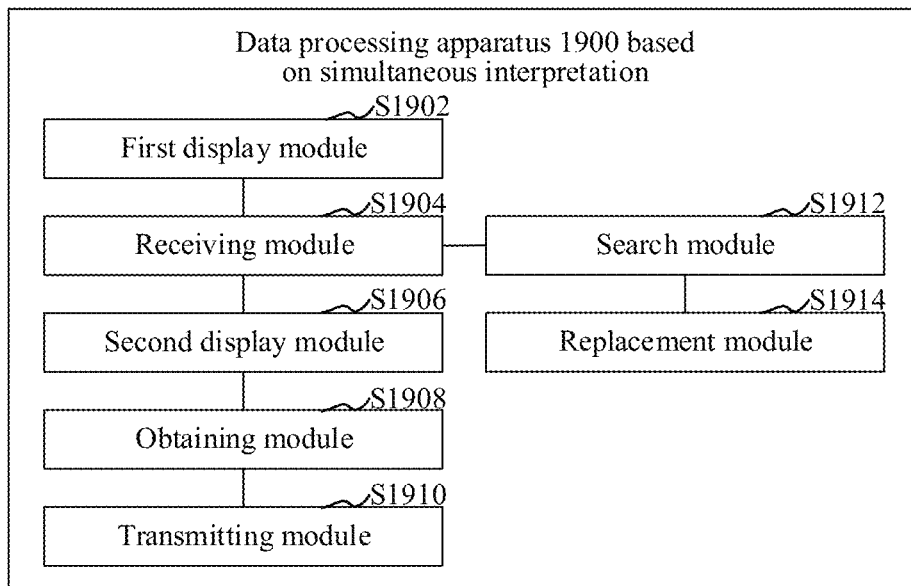 Data processing apparatus 1900 based
on simultaneous interpretation
S1902
First display module
S1904
Receiving module
S1912
Search module
S1906
Second display module
S1914
Replacement module
S1908
Obtaining module
S1910
Transmitting module